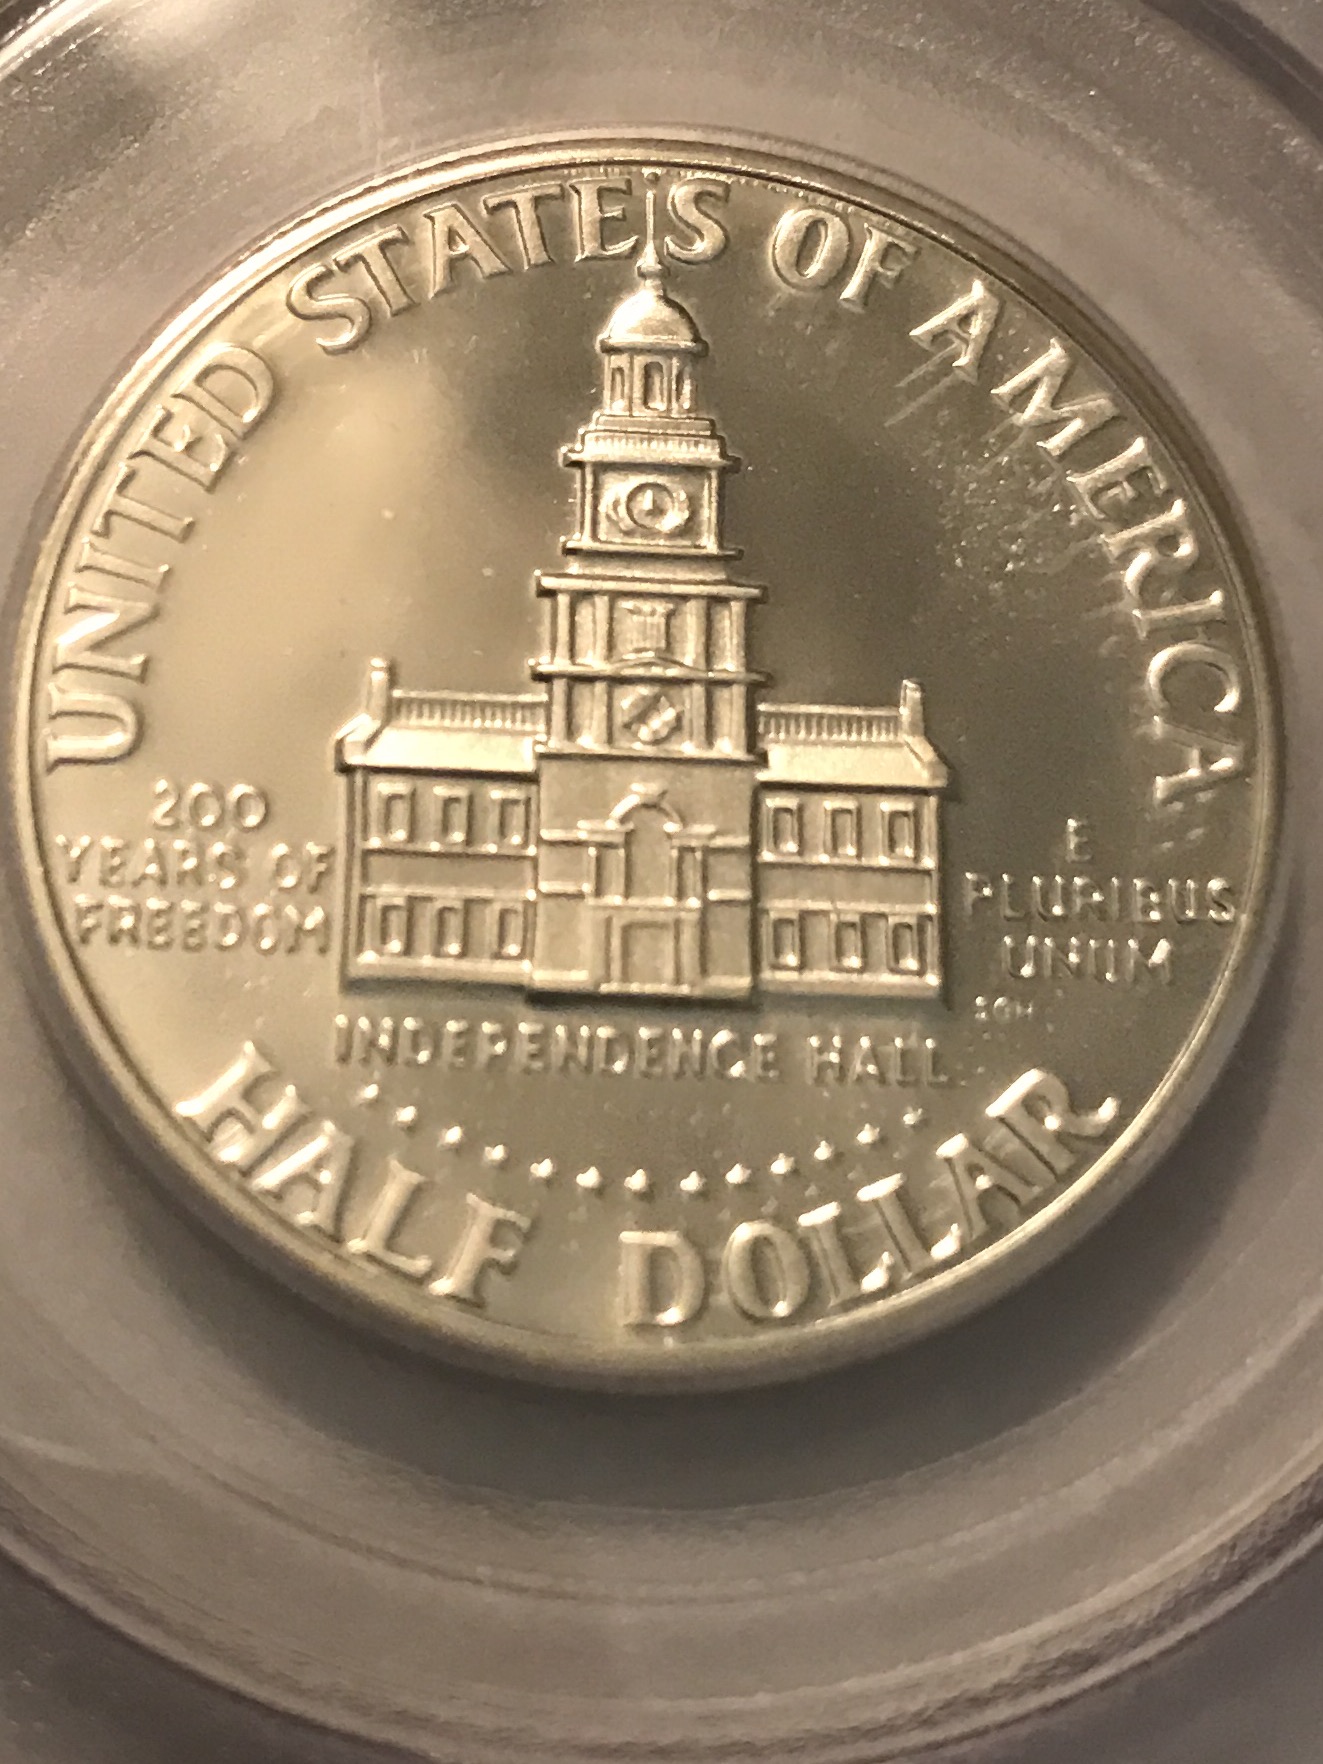 UNITED STATES OF AMERICA
200
YEARS OF
FREEDOM
E
PLURIBUS
UNUM
SGH
INDEPENDENCE HALL
HALF DOLLAR